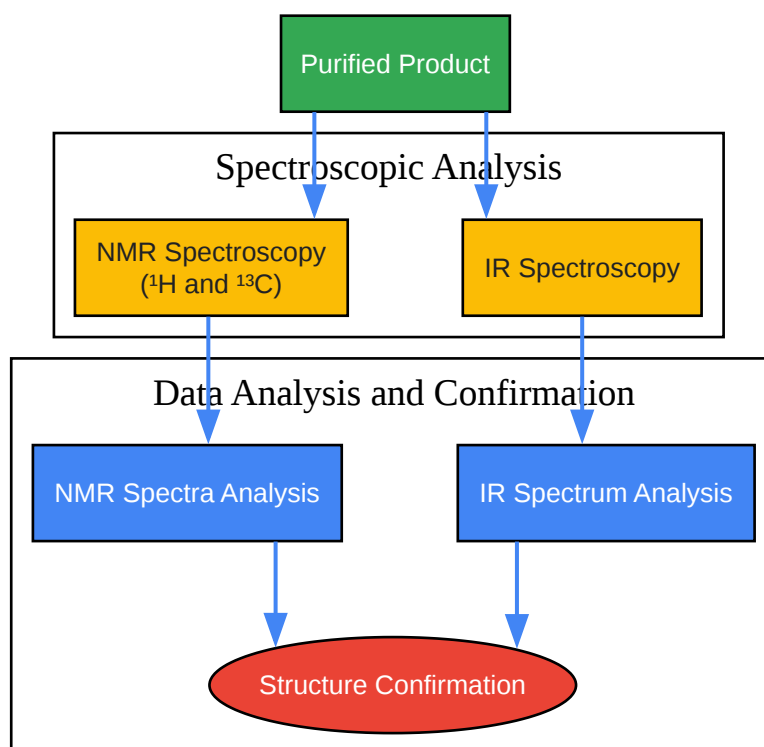 Purified Product
Spectroscopic Analysis
NMR Spectroscopy
(¹H and ¹³C)
IR Spectroscopy
Data Analysis and Confirmation
NMR Spectra Analysis
IR Spectrum Analysis
Structure Confirmation